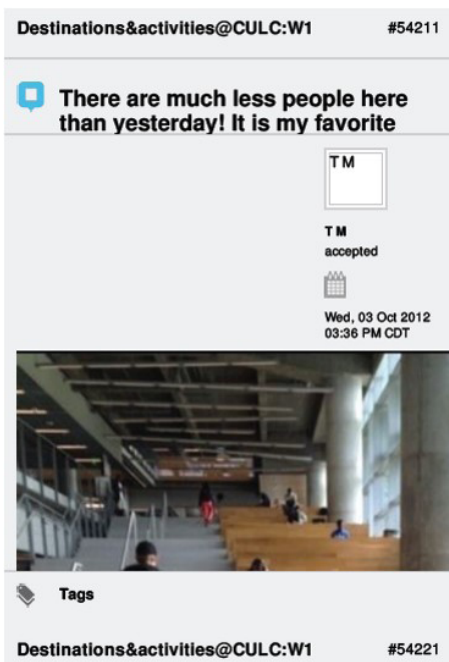 Destinations&activities@CULC:W1 #54211
There are much less people here
than yesterday! It is my favorite
T M
T M
accepted
Wed, 03 Oct 2012
03:36 PM CDT
Tags
Destinations&activities@CULC:W1 #54221